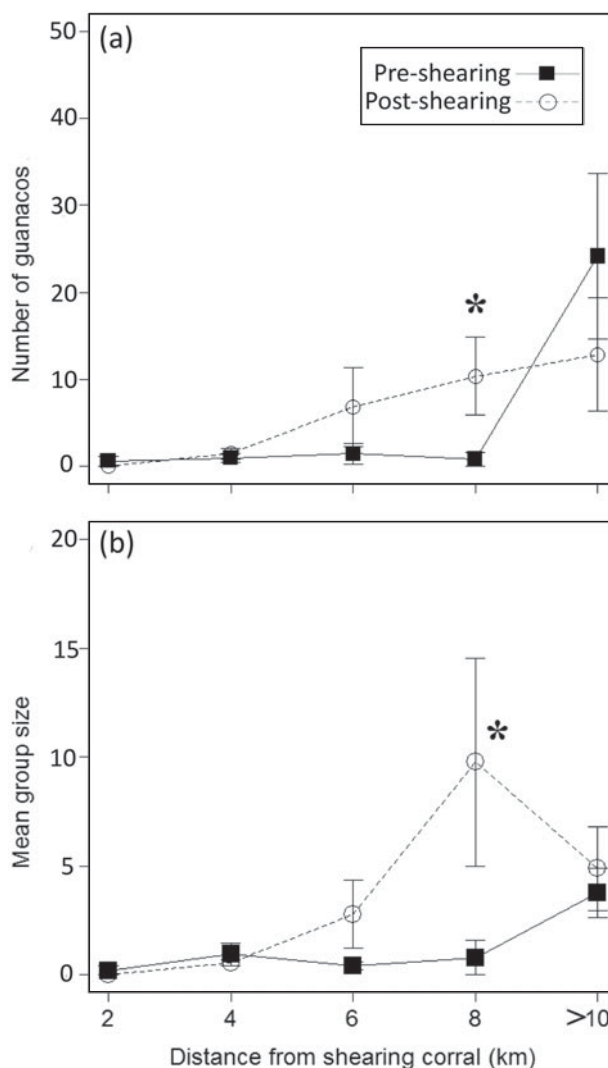 (a)
Pre-shearing
Post-shearing
50
40
30
20
10
0
Number of guanacos
*
(b)
20
15
10
5
0
Mean group size
*
2 4 6 8 >10
Distance from shearing corral (km)